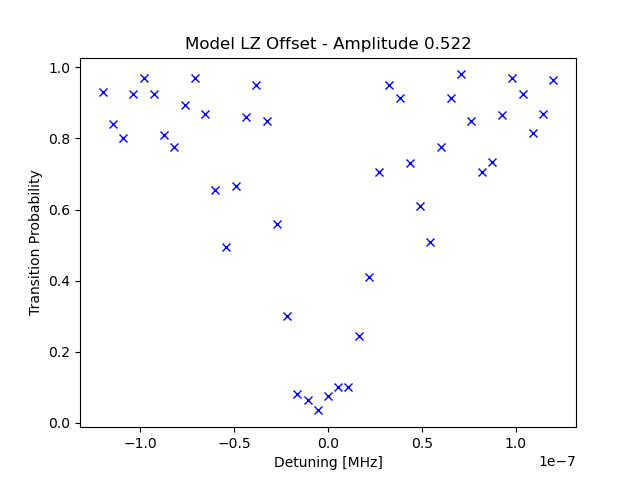 Model LZ Offset - Amplitude 0.522
1.0
0.8
0.6
0.4
0.2
0.0
Transition Probability
−1.0 −0.5 0.0 0.5 1.0
1e−7
Detuning [MHz]